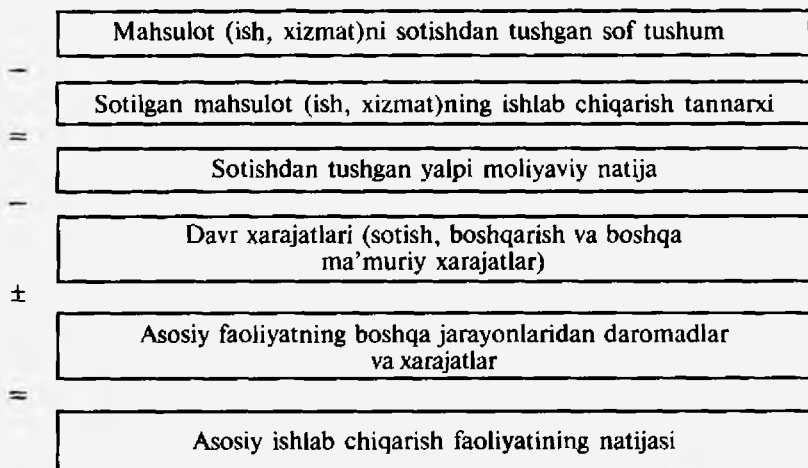 Mahsulot (ish, xizmat)ni sotishdan tushgan sof tushum
−
Sotilgan mahsulot (ish, xizmat)ning ishlab chiqarish tannarxi
=
Sotishdan tushgan yalpi moliyaviy natija
−
Davr xarajatlari (sotish, boshqarish va boshqa
ma’muriy xarajatlar)
±
Asosiy faoliyatning boshqa jarayonlaridan daromadlar
va xarajatlar
=
Asosiy ishlab chiqarish faoliyatining natijasi